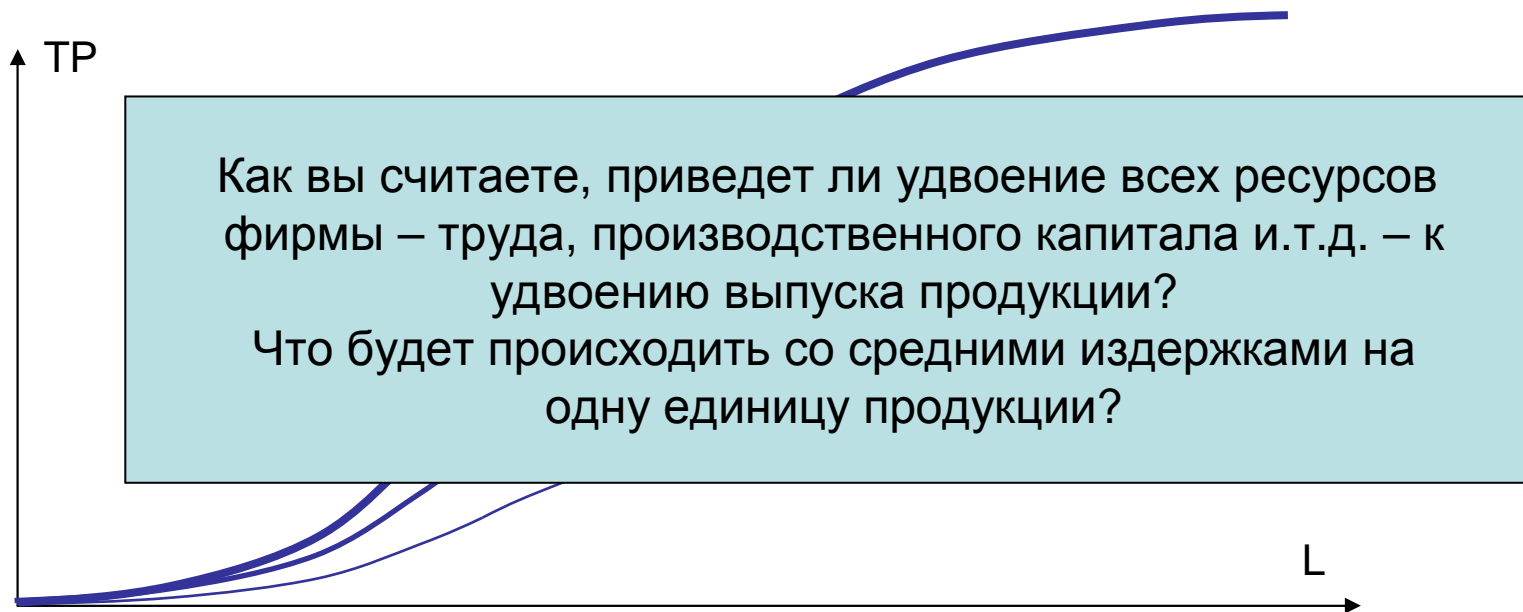 TP
Как вы считаете, приведет ли удвоение всех ресурсов
фирмы – труда, производственного капитала и.т.д. – к
удвоению выпуска продукции?
Что будет происходить со средними издержками на
одну единицу продукции?
L